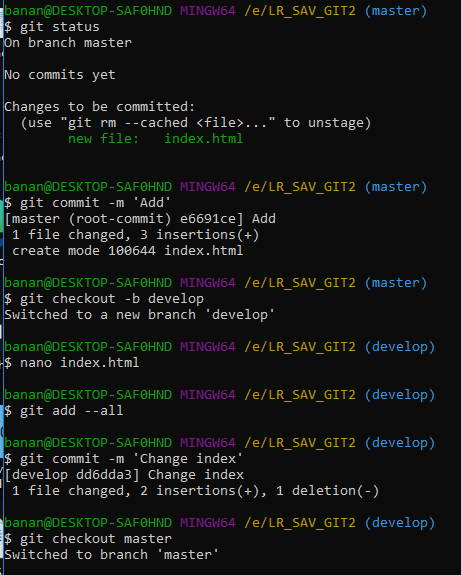 banan@DESKTOP-SAF0HND MINGW64 /e/LR_SAV_GIT2 (master)
$ git status
On branch master
No commits yet
Changes to be committed:
  (use "git rm --cached <file>..." to unstage)
        new file:   index.html
banan@DESKTOP-SAF0HND MINGW64 /e/LR_SAV_GIT2 (master)
$ git commit -m 'Add'
[master (root-commit) e6691ce] Add
 1 file changed, 3 insertions(+)
 create mode 100644 index.html
banan@DESKTOP-SAF0HND MINGW64 /e/LR_SAV_GIT2 (master)
$ git checkout -b develop
Switched to a new branch 'develop'
banan@DESKTOP-SAF0HND MINGW64 /e/LR_SAV_GIT2 (develop)
$ nano index.html
banan@DESKTOP-SAF0HND MINGW64 /e/LR_SAV_GIT2 (develop)
$ git add --all
banan@DESKTOP-SAF0HND MINGW64 /e/LR_SAV_GIT2 (develop)
$ git commit -m 'Change index'
[develop dd6dda3] Change index
 1 file changed, 2 insertions(+), 1 deletion(-)
banan@DESKTOP-SAF0HND MINGW64 /e/LR_SAV_GIT2 (develop)
$ git checkout master
Switched to branch 'master'